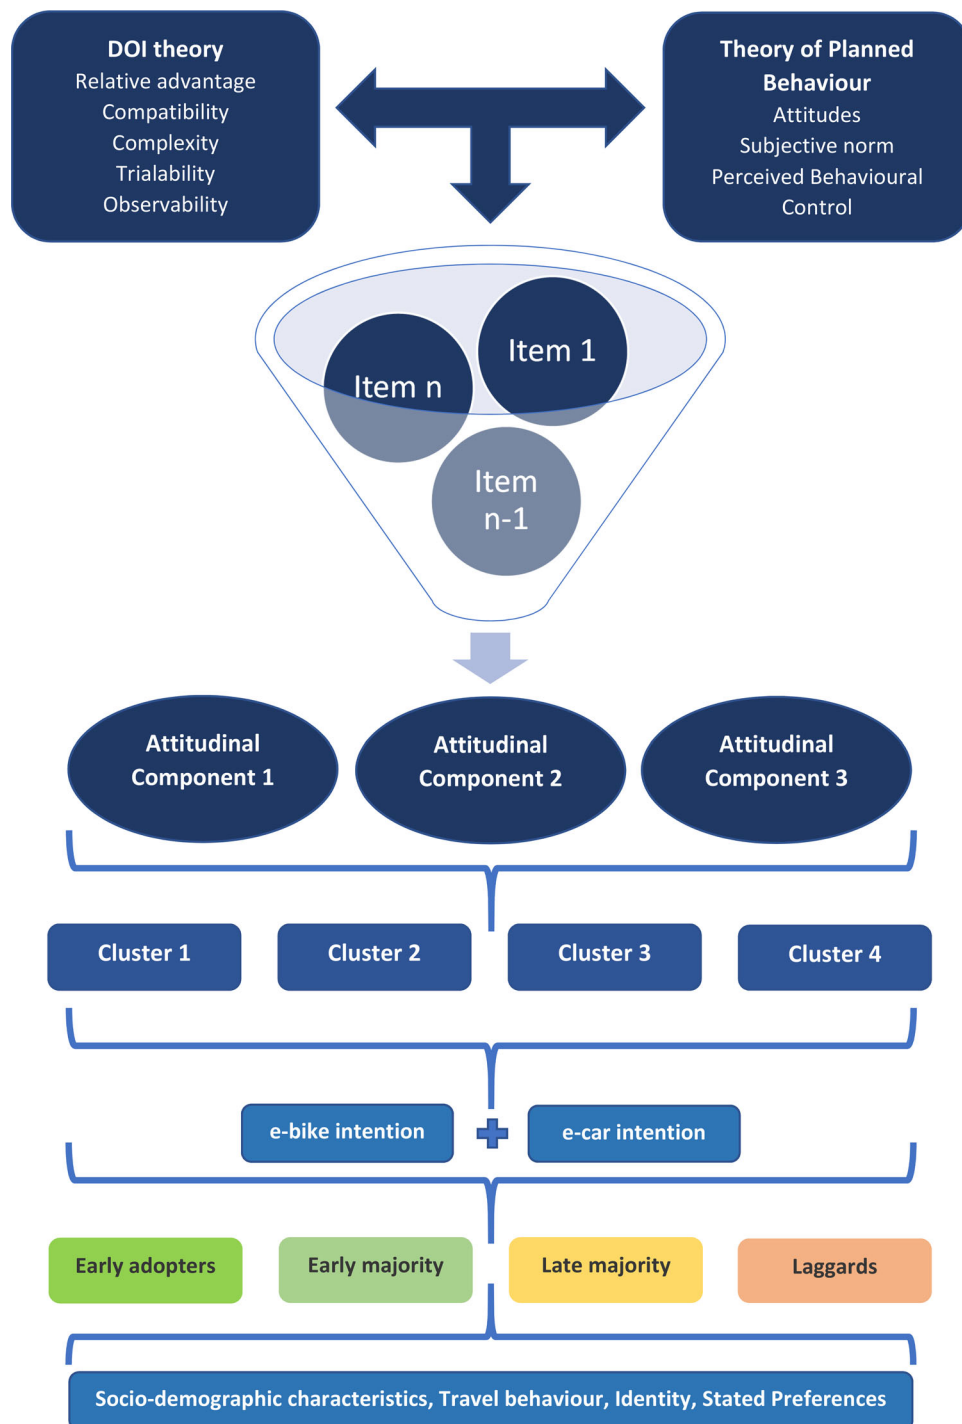 DOI theory
Relative advantage
Compatibility
Complexity
Trialability
Observability
Theory of Planned
Behaviour
Attitudes
Subjective norm
Perceived Behavioural
Control
Item 1
Item n
Item
n-1
Attitudinal
Component 1
Attitudinal
Component 2
Attitudinal
Component 3
Cluster 1
Cluster 2
Cluster 3
Cluster 4
e-bike intention
e-car intention
Early adopters
Early majority
Late majority
Laggards
Socio-demographic characteristics, Travel behaviour, Identity, Stated Preferences